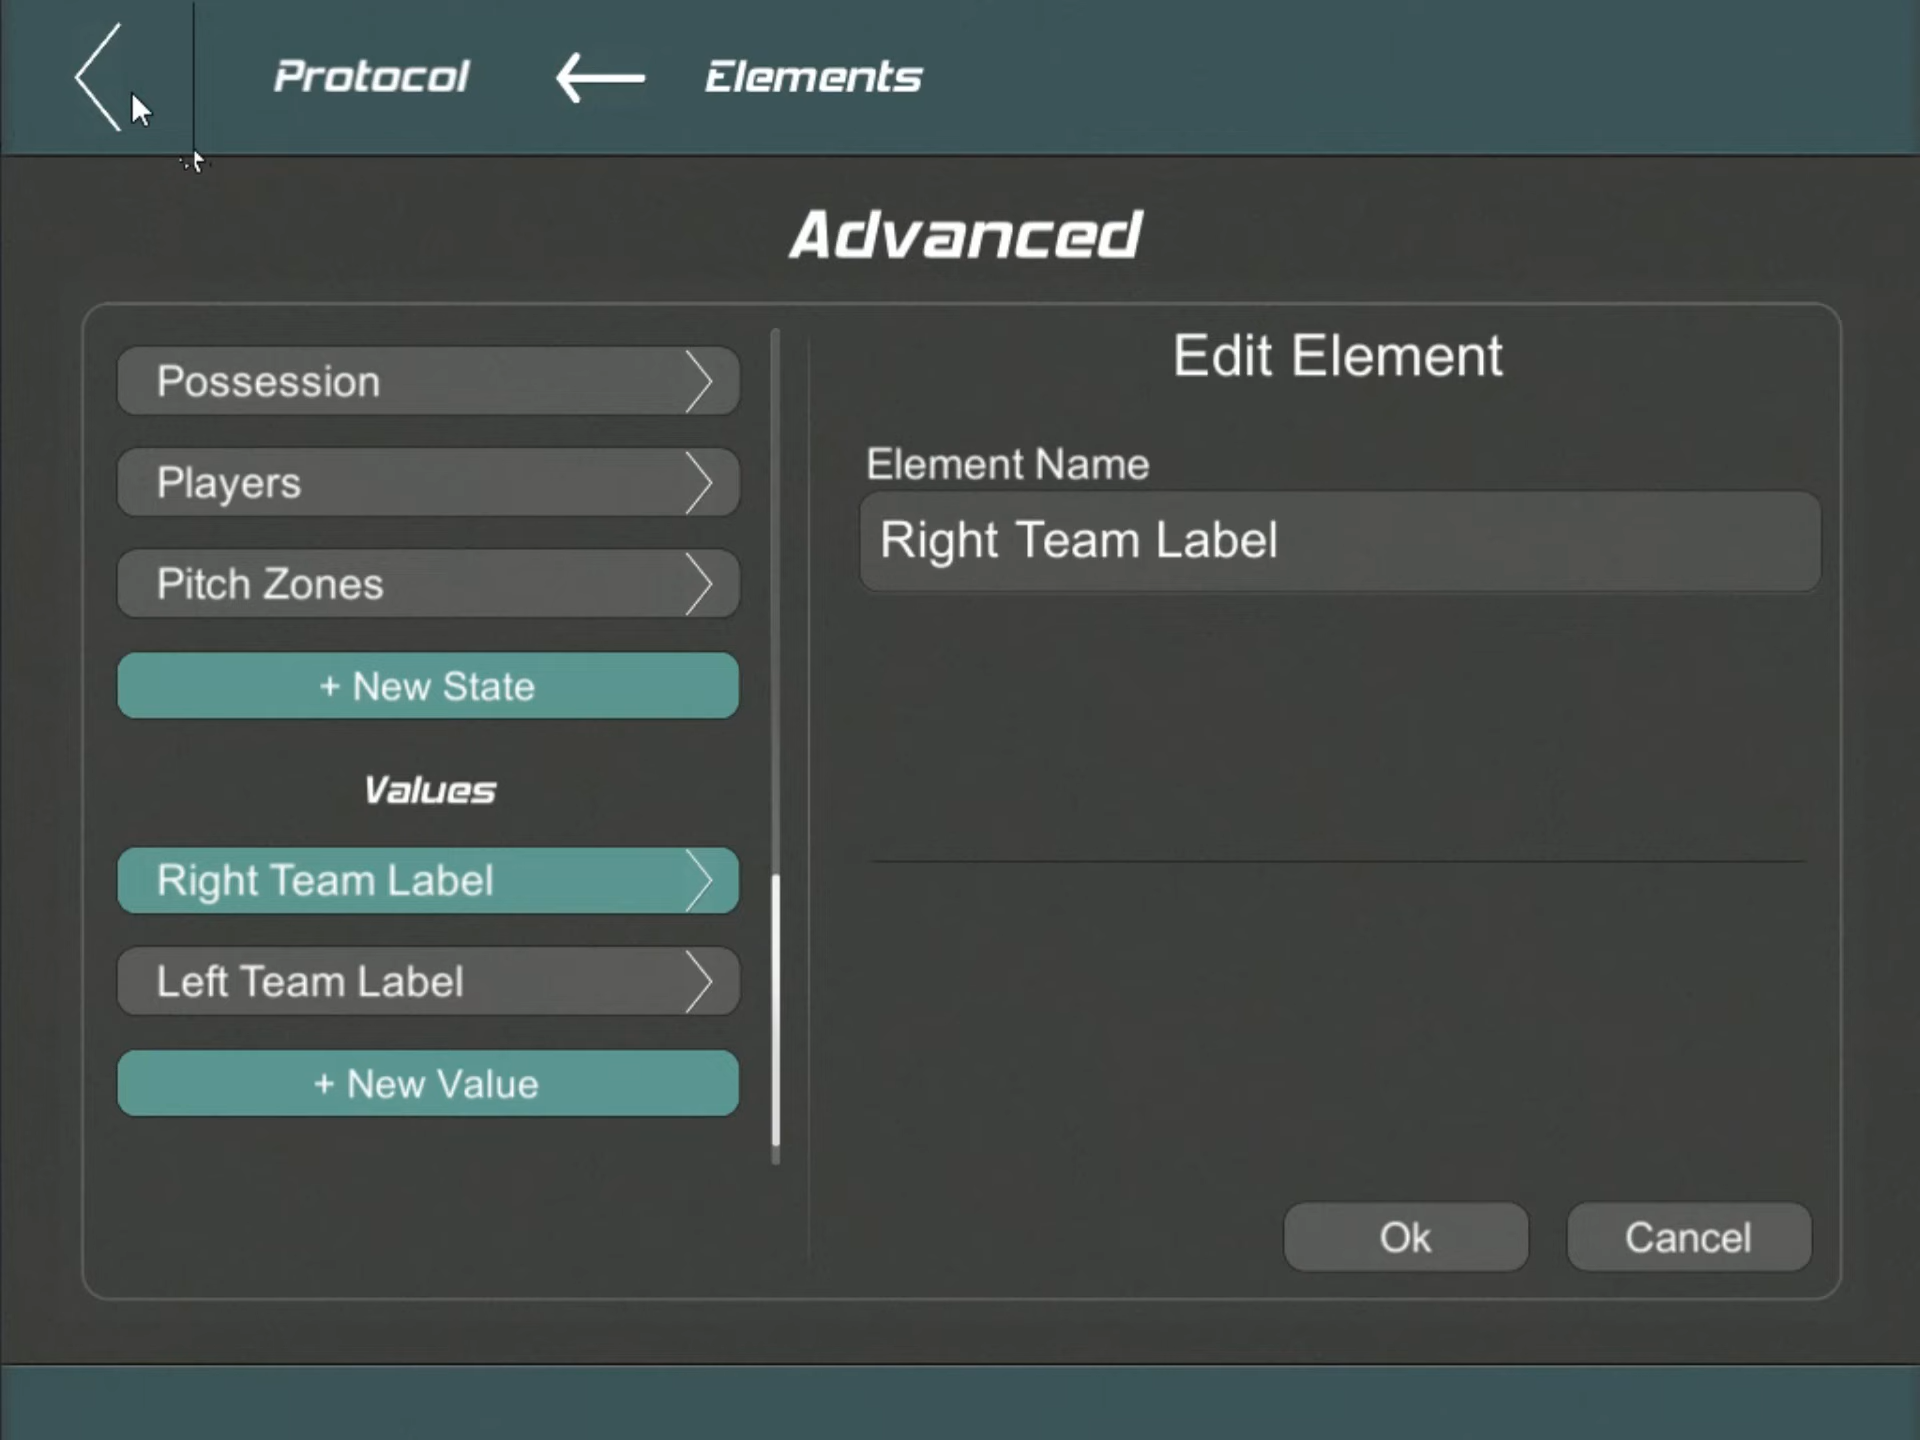 Protocol
Elements
Advanced
Possession
Players
Pitch Zones
+ New State
Values
Right Team Label
Left Team Label
+ New Value
Edit Element
Element Name
Right Team Label
Ok
Cancel